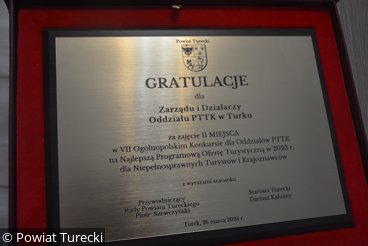 Powiat Turecki
GRATULACJE
dla
Zarządu i Działaczy
Oddziału PTTK w Turku
za zajęcie II MIEJSCA
w VII Ogólnopolskim Konkursie dla Oddziałów PTTK
na Najlepszą Programową Ofertę Turystyczną w 2023 r.
dla Niepełnosprawnych Turystów i Krajoznawców
z wyrazami szacunku
Przewodniczący
Rady Powiatu Tureckiego
Piotr Szewczyński
Starosta Turecki
Dariusz Kałużny
Turek, 26 marca 2024 r.
© Powiat Turecki